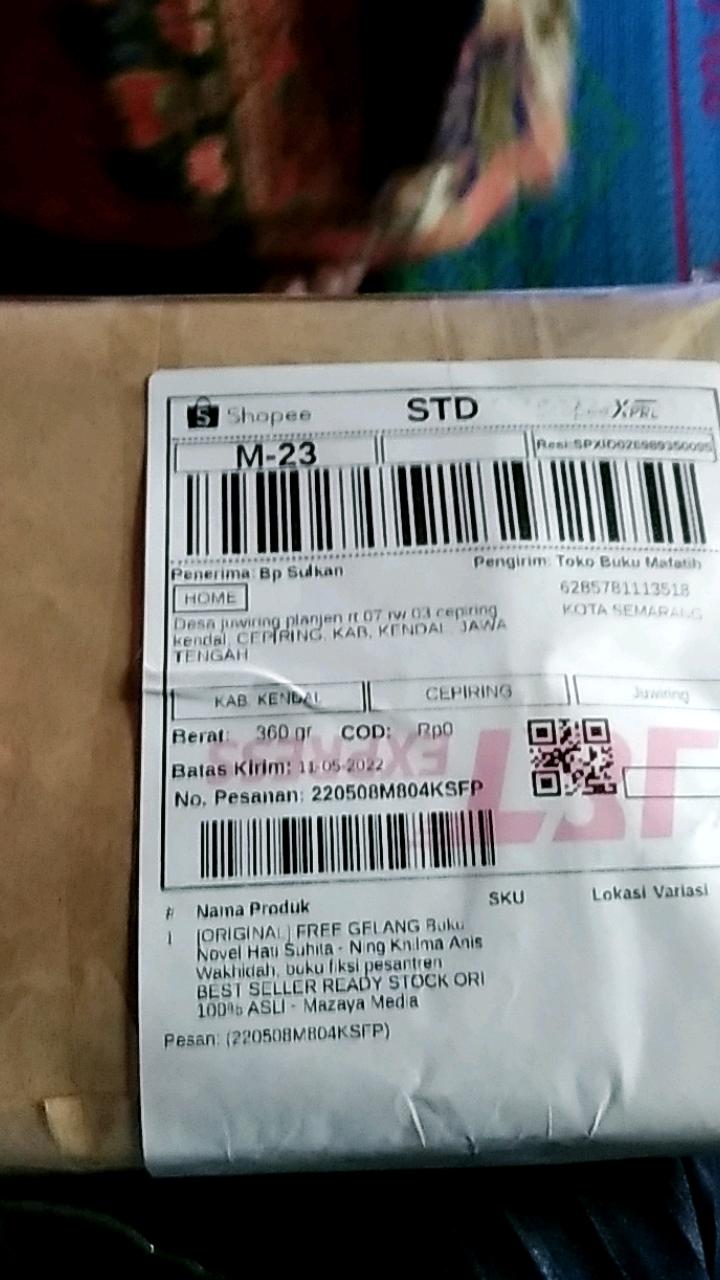 Shopee STD
M-23
Penerima: Bp Sulkan
Pengirim: Toko Buku Mafatih
HOME
6285781113518
KOTA SEMARANG
Desa juwiring planjen rt 07 rw 03 cepiring
kendal, CEPIRING, KAB. KENDAL, JAWA
TENGAH
KAB. KENDAL CEPIRING Juwiring
Berat: 360 gr COD: Rp0
Batas Kirim: 11-05-2022
EXPRESS
No. Pesanan: 220508M804KSFP
# Nama Produk SKU Lokasi Variasi
1 [ORIGINAL] FREE GELANG Buku
Novel Hati Suhita - Ning Khilma Anis
Wakhidah, buku fiksi pesantren
BEST SELLER READY STOCK ORI
100% ASLI - Mazaya Media
Pesan: (220508M804KSFP)